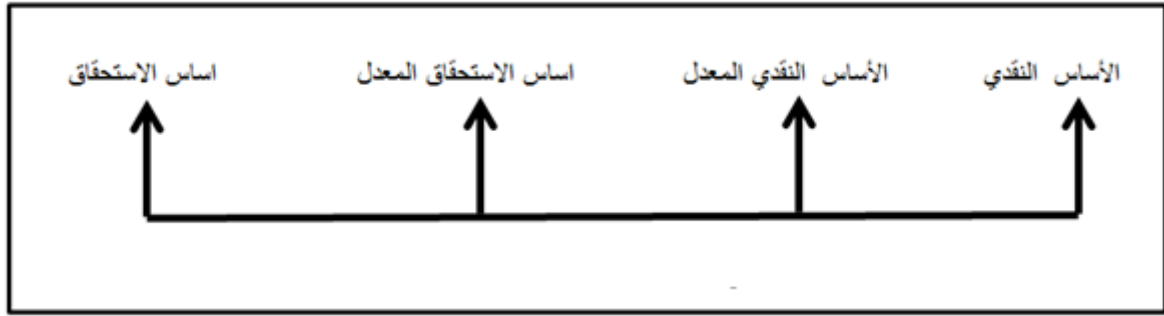 الأساس النقدي
الأساس النقدي المعدل
اساس الاستحقاق المعدل
اساس الاستحقاق